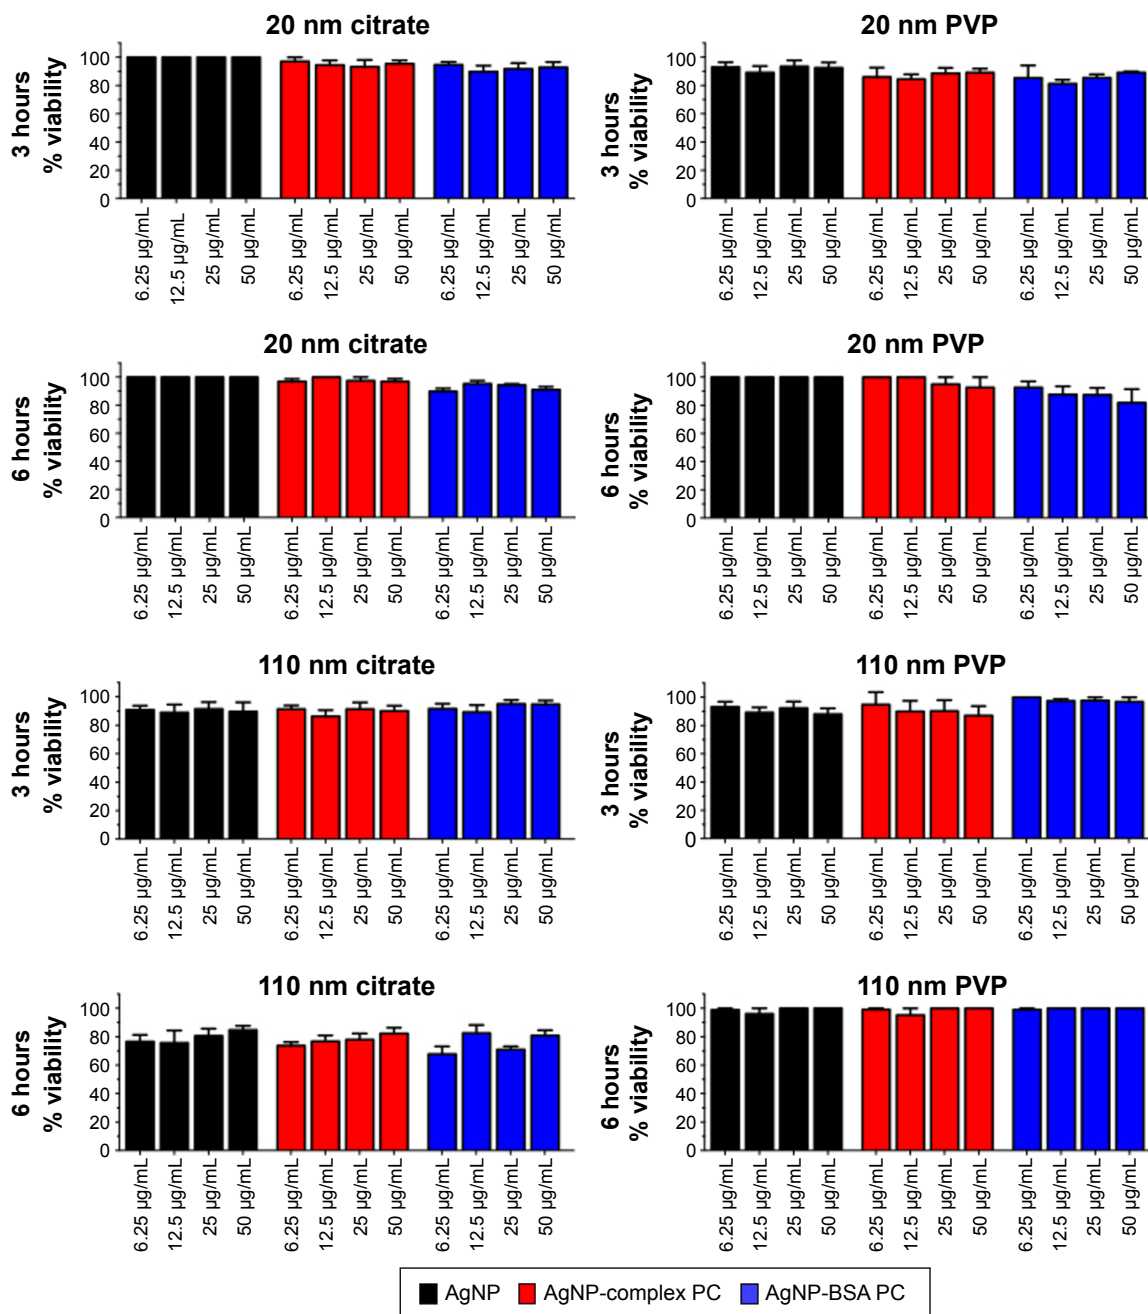 20 nm citrate
3 hours
% viability
100
80
60
40
20
0
6.25 µg/mL
12.5 µg/mL
25 µg/mL
50 µg/mL
6.25 µg/mL
12.5 µg/mL
25 µg/mL
50 µg/mL
6.25 µg/mL
12.5 µg/mL
25 µg/mL
50 µg/mL
20 nm PVP
3 hours
% viability
100
80
60
40
20
0
6.25 µg/mL
12.5 µg/mL
25 µg/mL
50 µg/mL
6.25 µg/mL
12.5 µg/mL
25 µg/mL
50 µg/mL
6.25 µg/mL
12.5 µg/mL
25 µg/mL
50 µg/mL
20 nm citrate
6 hours
% viability
100
80
60
40
20
0
6.25 µg/mL
12.5 µg/mL
25 µg/mL
50 µg/mL
6.25 µg/mL
12.5 µg/mL
25 µg/mL
50 µg/mL
6.25 µg/mL
12.5 µg/mL
25 µg/mL
50 µg/mL
20 nm PVP
6 hours
% viability
100
80
60
40
20
0
6.25 µg/mL
12.5 µg/mL
25 µg/mL
50 µg/mL
6.25 µg/mL
12.5 µg/mL
25 µg/mL
50 µg/mL
6.25 µg/mL
12.5 µg/mL
25 µg/mL
50 µg/mL
110 nm citrate
3 hours
% viability
100
80
60
40
20
0
6.25 µg/mL
12.5 µg/mL
25 µg/mL
50 µg/mL
6.25 µg/mL
12.5 µg/mL
25 µg/mL
50 µg/mL
6.25 µg/mL
12.5 µg/mL
25 µg/mL
50 µg/mL
110 nm PVP
3 hours
% viability
100
80
60
40
20
0
6.25 µg/mL
12.5 µg/mL
25 µg/mL
50 µg/mL
6.25 µg/mL
12.5 µg/mL
25 µg/mL
50 µg/mL
6.25 µg/mL
12.5 µg/mL
25 µg/mL
50 µg/mL
110 nm citrate
6 hours
% viability
100
80
60
40
20
0
6.25 µg/mL
12.5 µg/mL
25 µg/mL
50 µg/mL
6.25 µg/mL
12.5 µg/mL
25 µg/mL
50 µg/mL
6.25 µg/mL
12.5 µg/mL
25 µg/mL
50 µg/mL
110 nm PVP
6 hours
% viability
100
80
60
40
20
0
6.25 µg/mL
12.5 µg/mL
25 µg/mL
50 µg/mL
6.25 µg/mL
12.5 µg/mL
25 µg/mL
50 µg/mL
6.25 µg/mL
12.5 µg/mL
25 µg/mL
50 µg/mL
AgNP AgNP-complex PC AgNP-BSA PC